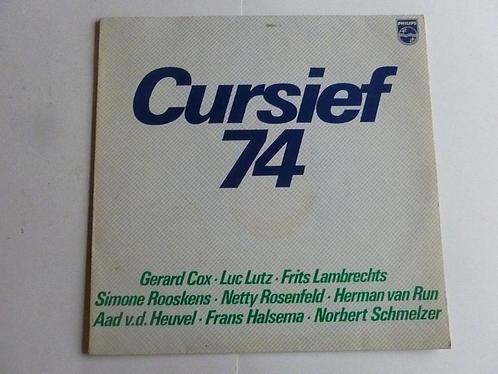 PHILIPS
Cursief
74
Gerard Cox · Luc Lutz · Frits Lambrechts
Simone Rooskens · Netty Rosenfeld · Herman van Run
Aad v.d. Heuvel · Frans Halsema · Norbert Schmelzer